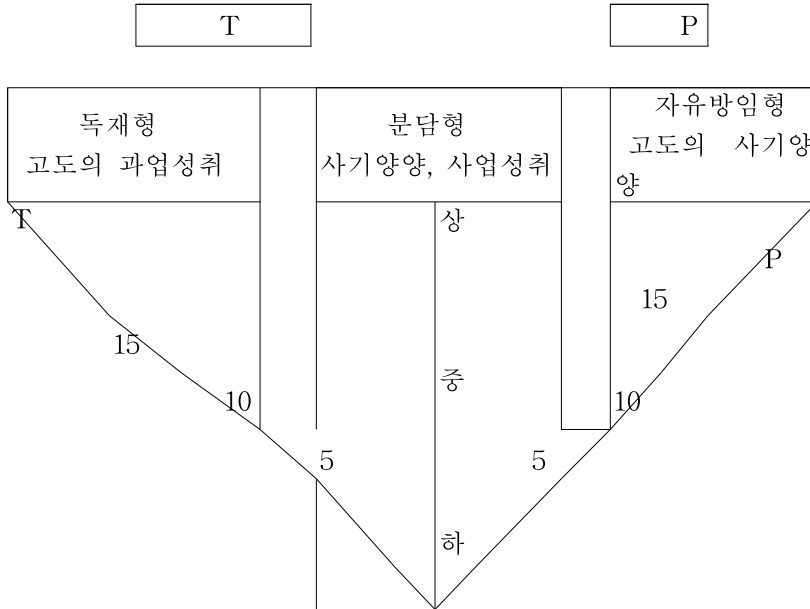 T
P
독재형
고도의 과업성취
분담형
사기양양, 사업성취
자유방임형
고도의 사기양
양
T
상
P
15
15
중
10
10
5
5
하